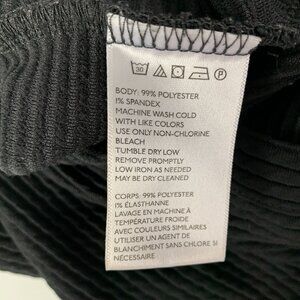 30
P
BODY: 99% POLYESTER
1% SPANDEX
MACHINE WASH COLD
WITH LIKE COLORS
USE ONLY NON-CHLORINE
BLEACH
TUMBLE DRY LOW
REMOVE PROMPTLY
LOW IRON AS NEEDED
MAY BE DRY CLEANED
CORPS: 99% POLYESTER
1% ÉLASTHANNE
LAVAGE EN MACHINE À
TEMPÉRATURE FROIDE
AVEC COULEURS SIMILAIRES
UTILISER UN AGENT DE
BLANCHIMENT SANS CHLORE SI
NÉCESSAIRE